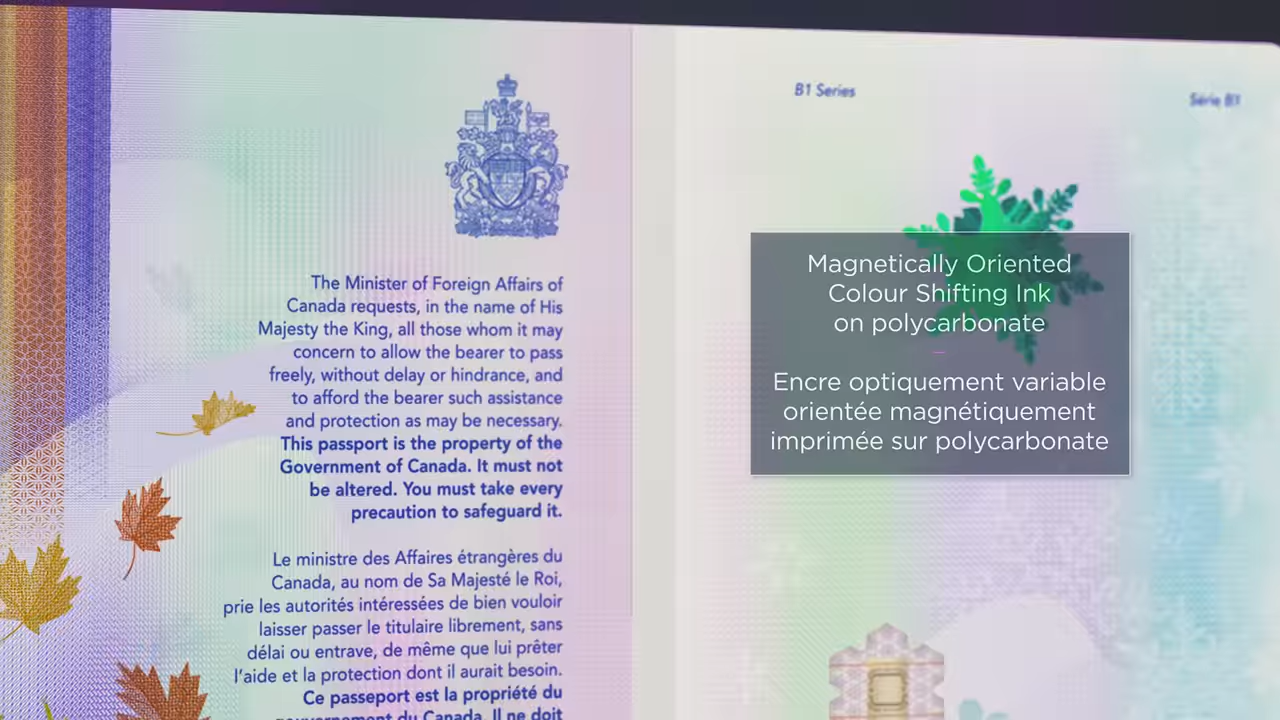 The Minister of Foreign Affairs of
Canada requests, in the name of His
Majesty the King, all those whom it may
concern to allow the bearer to pass
freely, without delay or hindrance, and
to afford the bearer such assistance
and protection as may be necessary.
This passport is the property of the
Government of Canada. It must not
be altered. You must take every
precaution to safeguard it.
Le ministre des Affaires étrangères du
Canada, au nom de Sa Majesté le Roi,
prie les autorités intéressées de bien vouloir
laisser passer le titulaire librement, sans
délai ou entrave, de même que lui prêter
l'aide et la protection dont il aurait besoin.
Ce passeport est la propriété du
gouvernement du Canada. Il ne doit
B1 Series
Série B1
Magnetically Oriented
Colour Shifting Ink
on polycarbonate
Encre optiquement variable
orientée magnétiquement
imprimée sur polycarbonate